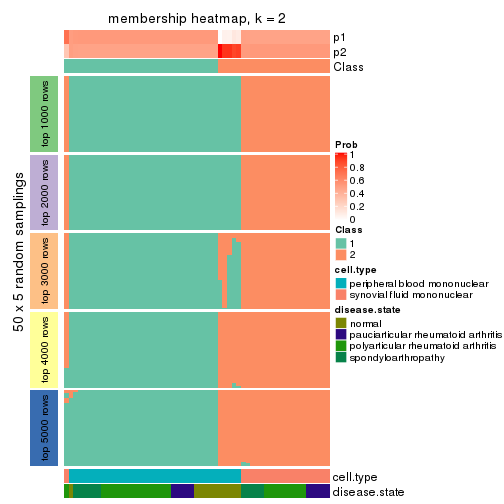 membership heatmap, k = 2
p1
p2
Class
50 x 5 random samplings
top 1000 rows
top 2000 rows
top 3000 rows
top 4000 rows
top 5000 rows
Prob
1
0.8
0.6
0.4
0.2
0
Class
1
2
cell.type
peripheral blood mononuclear
synovial fluid mononuclear
disease.state
normal
pauciarticular rheumatoid arthritis
polyarticular rheumatoid arthritis
spondyloarthropathy
cell.type
disease.state